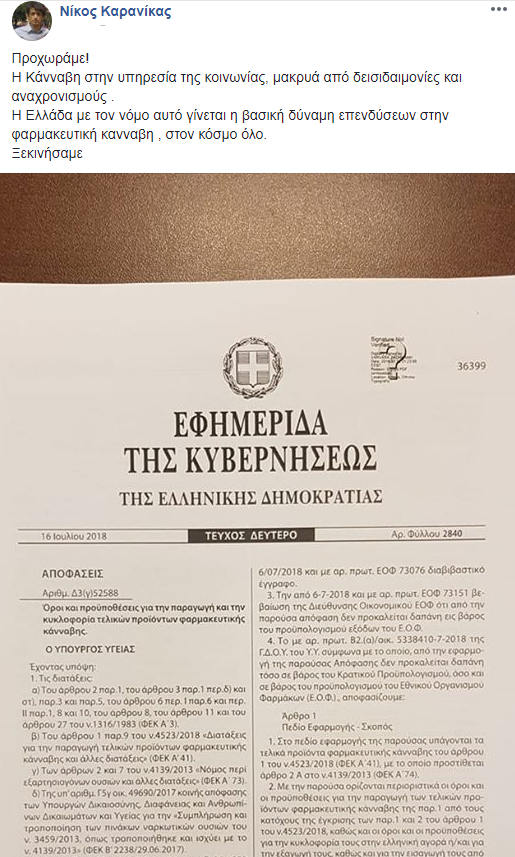 Νίκος Καρανίκας
Προχωράμε!
Η Κάνναβη στην υπηρεσία της κοινωνίας, μακρυά από δεισιδαιμονίες και
αναχρονισμούς .
Η Ελλάδα με τον νόμο αυτό γίνεται η βασική δύναμη επενδύσεων στην
φαρμακευτική κανναβη , στον κόσμο όλο.
Ξεκινήσαμε
Signature Not
Verified
36399
ΕΦΗΜΕΡΙΔΑ
ΤΗΣ ΚΥΒΕΡΝΗΣΕΩΣ
ΤΗΣ ΕΛΛΗΝΙΚΗΣ ΔΗΜΟΚΡΑΤΙΑΣ
16 Ιουλίου 2018
ΤΕΥΧΟΣ ΔΕΥΤΕΡΟ
Αρ. Φύλλου 2840
ΑΠΟΦΑΣΕΙΣ
Αριθμ. Δ3(γ)52588
Όροι και προϋποθέσεις για την παραγωγή και την
κυκλοφορία τελικών προϊόντων φαρμακευτικής
κάνναβης.
Ο ΥΠΟΥΡΓΟΣ ΥΓΕΙΑΣ
Έχοντας υπόψη:
1. Τις διατάξεις:
α) Του άρθρου 2 παρ.1, του άρθρου 3 παρ.1 περ.δ) και
στ), παρ.3 και παρ.5, του άρθρου 6 περ.1 παρ.6 και περ.
ΙΙ παρ.1, 8 και 10, του άρθρου 8, του άρθρου 11 και του
άρθρου 27 του ν.1316/1983 (ΦΕΚ Α΄3).
β) Του άρθρου 1 παρ.9 του ν.4523/2018 «Διατάξεις
για την παραγωγή τελικών προϊόντων φαρμακευτικής
κάνναβης και άλλες διατάξεις» (ΦΕΚ Α΄41).
γ) Των άρθρων 2 και 7 του ν.4139/2013 «Νόμος περί
εξαρτησιογόνων ουσιών και άλλες διατάξεις» (ΦΕΚ Α΄73).
δ) Της υπ'αριθμ. Γ5γ οικ. 49690/2017 κοινής απόφασης
των Υπουργών Δικαιοσύνης, Διαφάνειας και Ανθρωπί-
νων Δικαιωμάτων και Υγείας για την «Συμπλήρωση και
τροποποίηση των πινάκων ναρκωτικών ουσιών του
ν. 3459/2013, όπως τροποποιήθηκε και ισχύει με το
ν. 4139/2013» (ΦΕΚ Β΄2238/29.06.2017).
6/07/2018 και με αρ. πρωτ. ΕΟΦ 73076 διαβιβαστικό
έγγραφο.
3. Την από 6-7-2018 και με αρ. πρωτ. ΕΟΦ 73151 βε-
βαίωση της Διεύθυνσης Οικονομικού ΕΟΦ ότι από την
παρούσα απόφαση δεν προκαλείται δαπάνη εις βάρος
του προϋπολογισμού εξόδων του Ε.Ο.Φ.
4. Το με αρ. πρωτ. Β2.(α)/οικ. 5338410-7-2018 της
Γ.Δ.Ο.Υ. του Υ.Υ. σύμφωνα με το οποίο, από την εφαρμο-
γή της παρούσας Απόφασης δεν προκαλείται δαπάνη
τόσο σε βάρος του Κρατικού Προϋπολογισμού, όσο και
σε βάρος του προϋπολογισμού του Εθνικού Οργανισμού
Φαρμάκων (Ε.Ο.Φ.), αποφασίζουμε:
Άρθρο 1
Πεδίο Εφαρμογής - Σκοπός
1. Στο πεδίο εφαρμογής της παρούσας υπάγονται τα
τελικά προϊόντα φαρμακευτικής κάνναβης του άρθρου
1 του ν.4523/2018 (ΦΕΚ Α΄41), με το οποίο προστίθεται
άρθρο 2 Α στο ν.4139/2013 (ΦΕΚ Α΄74).
2. Με την παρούσα ορίζονται περιοριστικά οι όροι και
οι προϋποθέσεις για την παραγωγή των τελικών προ-
ϊόντων φαρμακευτικής κάνναβης της παρ.1 από τους
κατόχους της έγκρισης των παρ.1 και 2 του άρθρου 1
του ν.4523/2018, καθώς και οι όροι και οι προϋποθέσεις
για την κυκλοφορία τους στην ελληνική αγορά ή/και για
την εξαγωγή τους, καθώς και για την εισαγωγή τους από